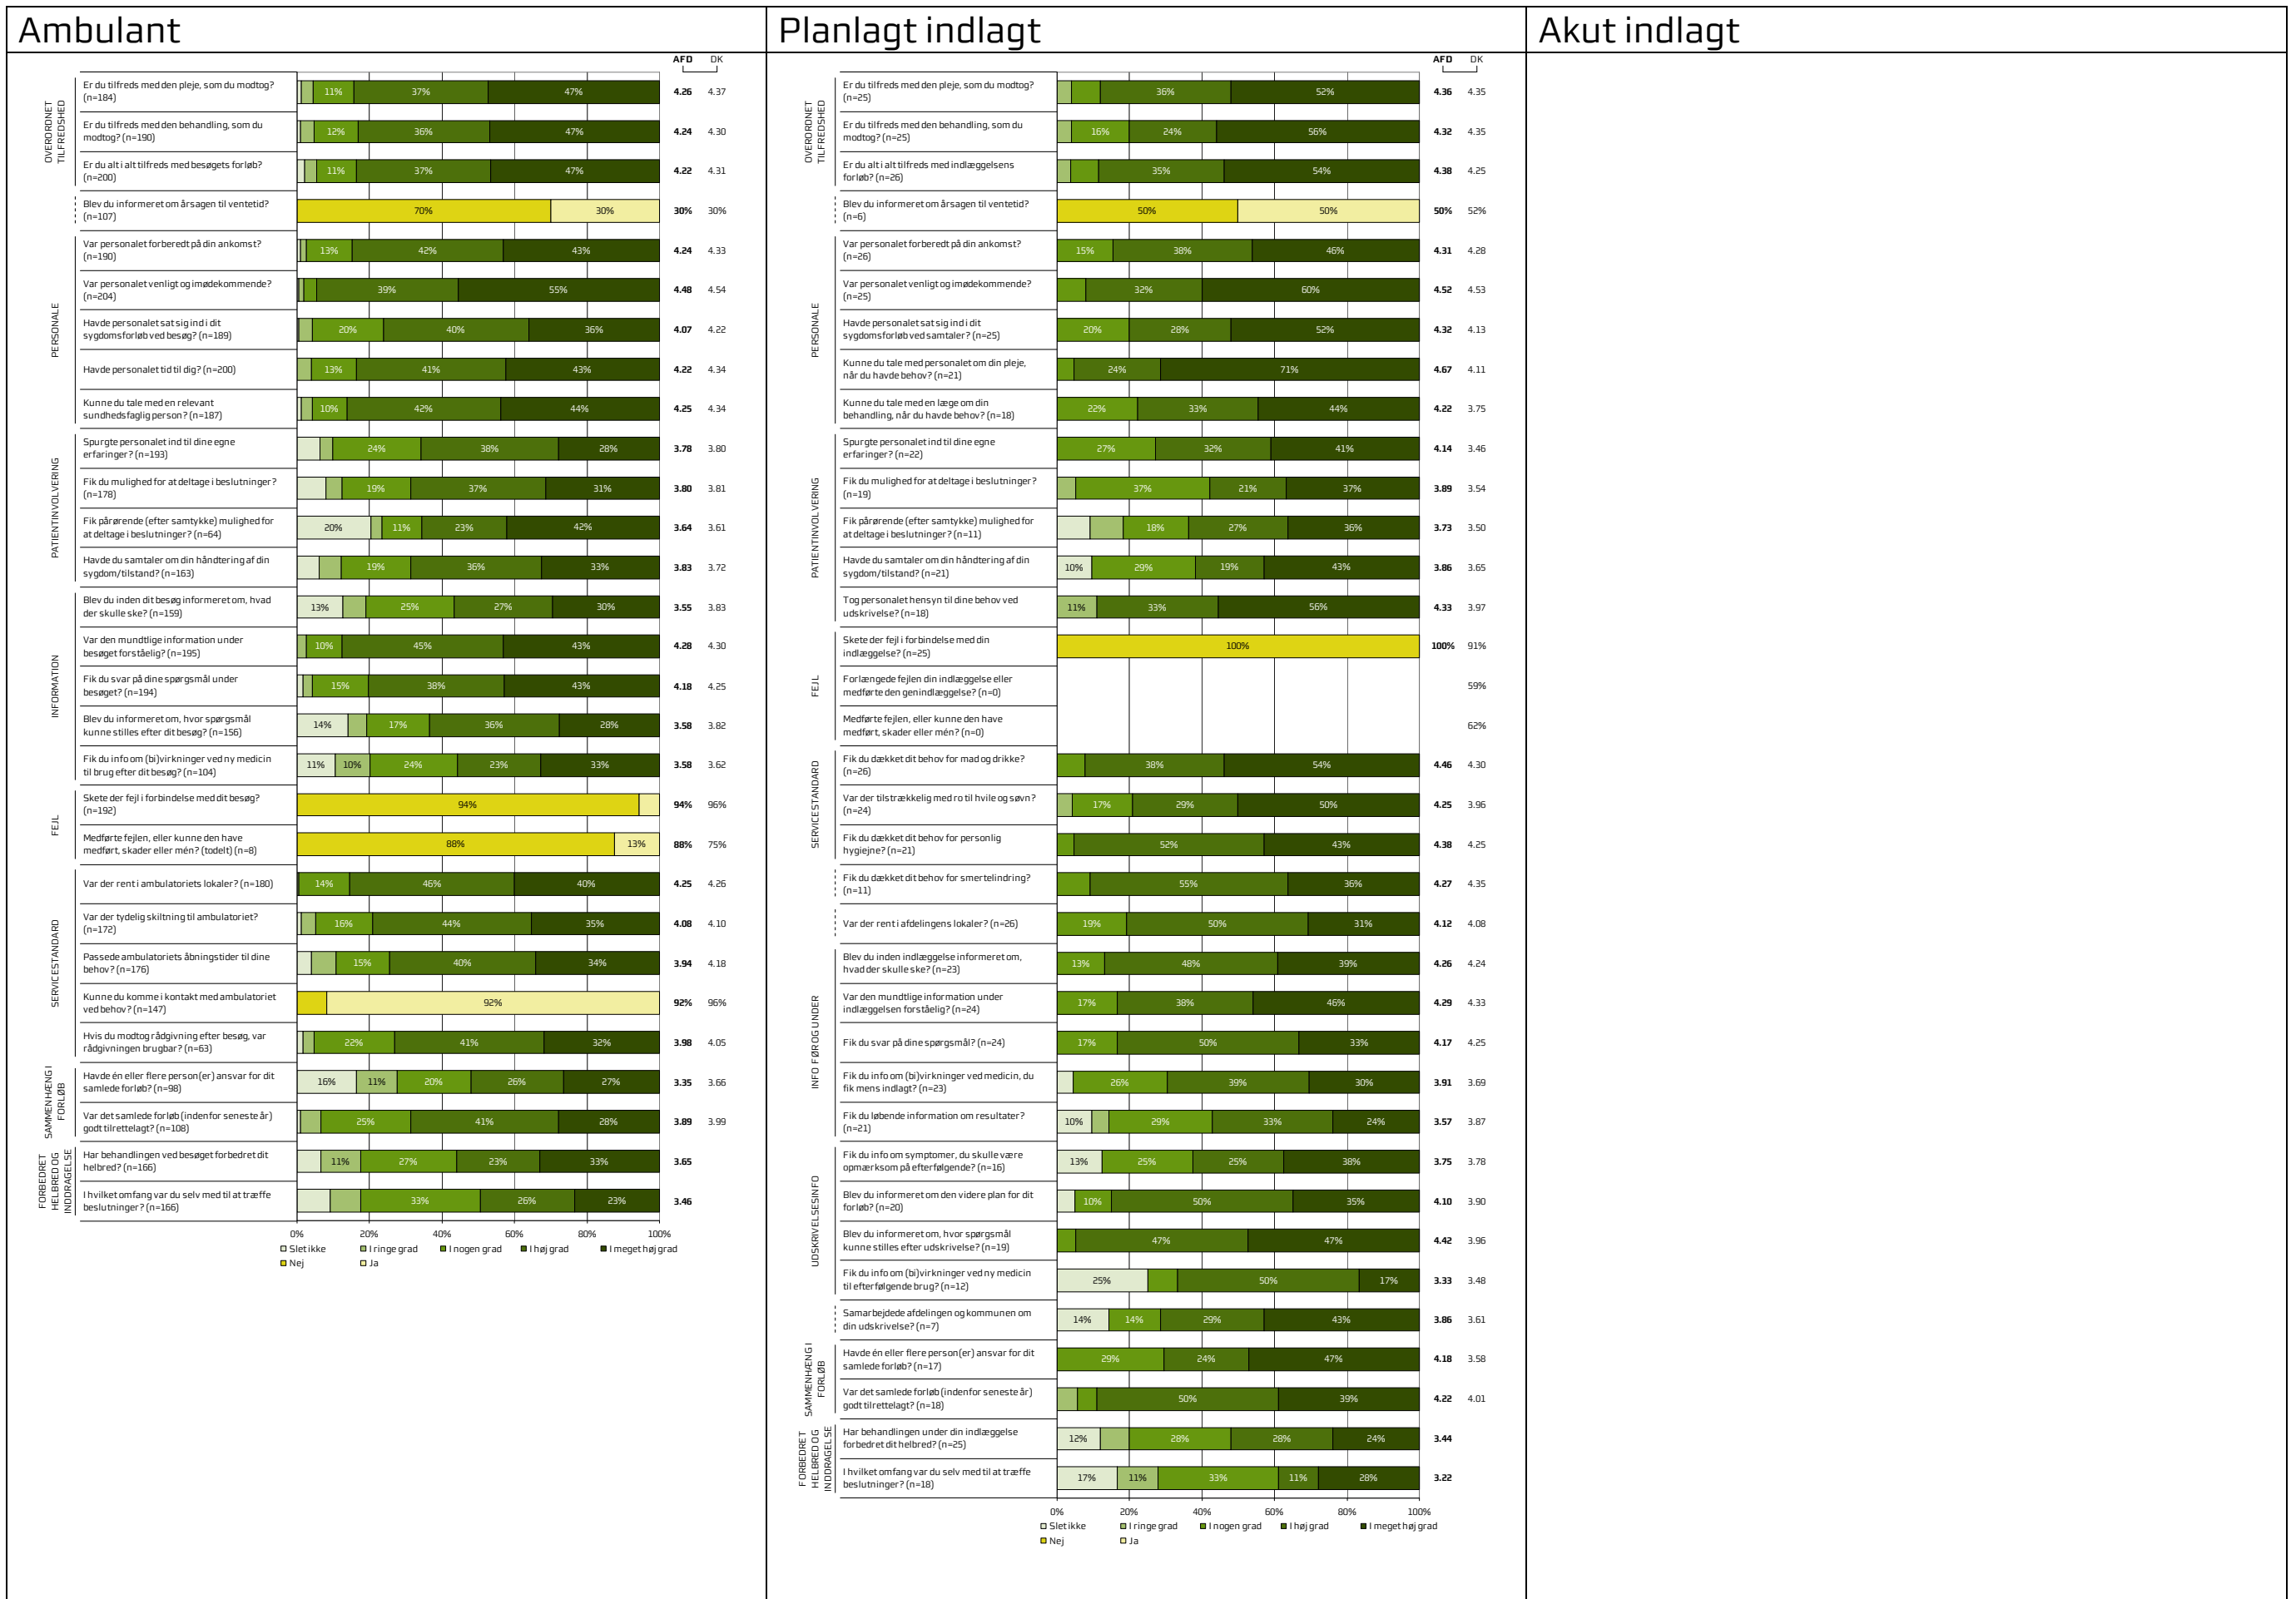 Ambulant
AFD DK
OVERORDNET
TILFREDSHED
Er du tilfreds med den pleje, som du modtog?
(n=184)
11% 37% 47% 4.26 4.37
Er du tilfreds med den behandling, som du
modtog? (n=190)
12% 36% 47% 4.24 4.30
Er du alt i alt tilfreds med besøgets forløb?
(n=200)
11% 37% 47% 4.22 4.31
Blev du informeret om årsagen til ventetid?
(n=107)
70% 30% 30% 30%
PERSONALE
Var personalet forberedt på din ankomst?
(n=190)
13% 42% 43% 4.24 4.33
Var personalet venligt og imødekommende?
(n=204)
39% 55% 4.48 4.54
Havde personalet sat sig ind i dit
sygdomsforløb ved besøg? (n=189)
20% 40% 36% 4.07 4.22
Havde personalet tid til dig? (n=200)
13% 41% 43% 4.22 4.34
Kunne du tale med en relevant
sundhedsfaglig person? (n=187)
10% 42% 44% 4.25 4.34
PATIENTINVOLVERING
Spurgte personalet ind til dine egne
erfaringer? (n=193)
24% 38% 28% 3.78 3.80
Fik du mulighed for at deltage i beslutninger?
(n=178)
19% 37% 31% 3.80 3.81
Fik pårørende (efter samtykke) mulighed for
at deltage i beslutninger? (n=64)
20% 11% 23% 42% 3.64 3.61
Havde du samtaler om din håndtering af din
sygdom/tilstand? (n=163)
19% 36% 33% 3.83 3.72
INFORMATION
Blev du inden dit besøg informeret om, hvad
der skulle ske? (n=159)
13% 25% 27% 30% 3.55 3.83
Var den mundtlige information under
besøget forståelig? (n=195)
10% 45% 43% 4.28 4.30
Fik du svar på dine spørgsmål under
besøget? (n=194)
15% 38% 43% 4.18 4.25
Blev du informeret om, hvor spørgsmål
kunne stilles efter dit besøg? (n=156)
14% 17% 36% 28% 3.58 3.82
Fik du info om (bi)virkninger ved ny medicin
til brug efter dit besøg? (n=104)
11% 10% 24% 23% 33% 3.58 3.62
FEJL
Skete der fejl i forbindelse med dit besøg?
(n=192)
94% 94% 96%
Medførte fejlen, eller kunne den have
medført, skader eller mén? (todelt) (n=8)
88% 13% 88% 75%
SERVICESTANDARD
Var der rent i ambulatoriets lokaler? (n=180)
14% 46% 40% 4.25 4.26
Var der tydelig skiltning til ambulatoriet?
(n=172)
16% 44% 35% 4.08 4.10
Passede ambulatoriets åbningstider til dine
behov? (n=176)
15% 40% 34% 3.94 4.18
Kunne du komme i kontakt med ambulatoriet
ved behov? (n=147)
92% 92% 96%
Hvis du modtog rådgivning efter besøg, var
rådgivningen brugbar? (n=63)
22% 41% 32% 3.98 4.05
SAMMENHÆNG I
FORLØB
Havde én eller flere person(er) ansvar for dit
samlede forløb? (n=98)
16% 11% 20% 26% 27% 3.35 3.66
Var det samlede forløb (indenfor seneste år)
godt tilrettelagt? (n=108)
25% 41% 28% 3.89 3.99
FORBEDRET
HELBRED OG
INDDRAGELSE
Har behandlingen ved besøget forbedret dit
helbred? (n=166)
11% 27% 23% 33% 3.65
I hvilket omfang var du selv med til at træffe
beslutninger? (n=166)
33% 26% 23% 3.46
0% 20% 40% 60% 80% 100%
Slet ikke I ringe grad I nogen grad I høj grad I meget høj grad
Nej Ja
Planlagt indlagt
AFD DK
OVERORDNET
TILFREDSHED
Er du tilfreds med den pleje, som du modtog?
(n=25)
36% 52% 4.36 4.35
Er du tilfreds med den behandling, som du
modtog? (n=25)
16% 24% 56% 4.32 4.35
Er du alt i alt tilfreds med indlæggelsens
forløb? (n=26)
35% 54% 4.38 4.25
Blev du informeret om årsagen til ventetid?
(n=6)
50% 50% 50% 52%
PERSONALE
Var personalet forberedt på din ankomst?
(n=26)
15% 38% 46% 4.31 4.28
Var personalet venligt og imødekommende?
(n=25)
32% 60% 4.52 4.53
Havde personalet sat sig ind i dit
sygdomsforløb ved samtaler? (n=25)
20% 28% 52% 4.32 4.13
Kunne du tale med personalet om din pleje,
når du havde behov? (n=21)
24% 71% 4.67 4.11
Kunne du tale med en læge om din
behandling, når du havde behov? (n=18)
22% 33% 44% 4.22 3.75
PATIENTINVOLVERING
Spurgte personalet ind til dine egne
erfaringer? (n=22)
27% 32% 41% 4.14 3.46
Fik du mulighed for at deltage i beslutninger?
(n=19)
37% 21% 37% 3.89 3.54
Fik pårørende (efter samtykke) mulighed for
at deltage i beslutninger? (n=11)
18% 27% 36% 3.73 3.50
Havde du samtaler om din håndtering af din
sygdom/tilstand? (n=21)
10% 29% 19% 43% 3.86 3.65
Tog personalet hensyn til dine behov ved
udskrivelse? (n=18)
11% 33% 56% 4.33 3.97
FEJL
Skete der fejl i forbindelse med din
indlæggelse? (n=25)
100% 100% 91%
Forlængede fejlen din indlæggelse eller
medførte den genindlæggelse? (n=0)
59%
Medførte fejlen, eller kunne den have
medført, skader eller mén? (n=0)
62%
SERVICESTANDARD
Fik du dækket dit behov for mad og drikke?
(n=26)
38% 54% 4.46 4.30
Var der tilstrækkelig med ro til hvile og søvn?
(n=24)
17% 29% 50% 4.25 3.96
Fik du dækket dit behov for personlig
hygiejne? (n=21)
52% 43% 4.38 4.25
Fik du dækket dit behov for smertelindring?
(n=11)
55% 36% 4.27 4.35
Var der rent i afdelingens lokaler? (n=26)
19% 50% 31% 4.12 4.08
INFO FØR OG UNDER
Blev du inden indlæggelse informeret om,
hvad der skulle ske? (n=23)
13% 48% 39% 4.26 4.24
Var den mundtlige information under
indlæggelsen forståelig? (n=24)
17% 38% 46% 4.29 4.33
Fik du svar på dine spørgsmål? (n=24)
17% 50% 33% 4.17 4.25
Fik du info om (bi)virkninger ved medicin, du
fik mens indlagt? (n=23)
26% 39% 30% 3.91 3.69
Fik du løbende information om resultater?
(n=21)
10% 29% 33% 24% 3.57 3.87
UDSKRIVELSESINFO
Fik du info om symptomer, du skulle være
opmærksom på efterfølgende? (n=16)
13% 25% 25% 38% 3.75 3.78
Blev du informeret om den videre plan for dit
forløb? (n=20)
10% 50% 35% 4.10 3.90
Blev du informeret om, hvor spørgsmål
kunne stilles efter udskrivelse? (n=19)
47% 47% 4.42 3.96
Fik du info om (bi)virkninger ved ny medicin
til efterfølgende brug? (n=12)
25% 50% 17% 3.33 3.48
Samarbejdede afdelingen og kommunen om
din udskrivelse? (n=7)
14% 14% 29% 43% 3.86 3.61
SAMMENHÆNG I
FORLØB
Havde én eller flere person(er) ansvar for dit
samlede forløb? (n=17)
29% 24% 47% 4.18 3.58
Var det samlede forløb (indenfor seneste år)
godt tilrettelagt? (n=18)
50% 39% 4.22 4.01
FORBEDRET
HELBRED OG
INDDRAGELSE
Har behandlingen under din indlæggelse
forbedret dit helbred? (n=25)
12% 28% 28% 24% 3.44
I hvilket omfang var du selv med til at træffe
beslutninger? (n=18)
17% 11% 33% 11% 28% 3.22
0% 20% 40% 60% 80% 100%
Slet ikke I ringe grad I nogen grad I høj grad I meget høj grad
Nej Ja
Akut indlagt